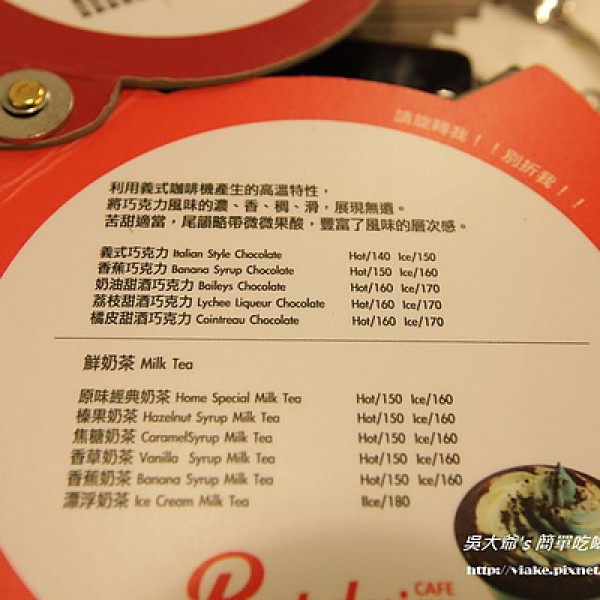 請旋轉我！！別折我！！
利用義式咖啡機產生的高溫特性，
將巧克力風味的濃、香、稠、滑，展現無遺。
苦甜適當，尾韻略帶微微果酸，豐富了風味的層次感。
義式巧克力 Italian Style Chocolate Hot/140 Ice/150
香蕉巧克力 Banana Syrup Chocolate Hot/150 Ice/160
奶油甜酒巧克力 Baileys Chocolate Hot/160 Ice/170
荔枝甜酒巧克力 Lychee Liqueur Chocolate Hot/160 Ice/170
橘皮甜酒巧克力 Cointreau Chocolate Hot/160 Ice/170
鮮奶茶 Milk Tea
原味經典奶茶 Home Special Milk Tea Hot/150 Ice/160
榛果奶茶 Hazelnut Syrup Milk Tea Hot/150 Ice/160
焦糖奶茶 CaramelSyrup Milk Tea Hot/150 Ice/160
香草奶茶 Vanilla Syrup Milk Tea Hot/150 Ice/160
香蕉奶茶 Banana Syrup Milk Tea Hot/150 Ice/160
漂浮奶茶 Ice Cream Milk Tea Ilce/180
CAFE
吳大爺's 簡單吃
http://viake.pixnet